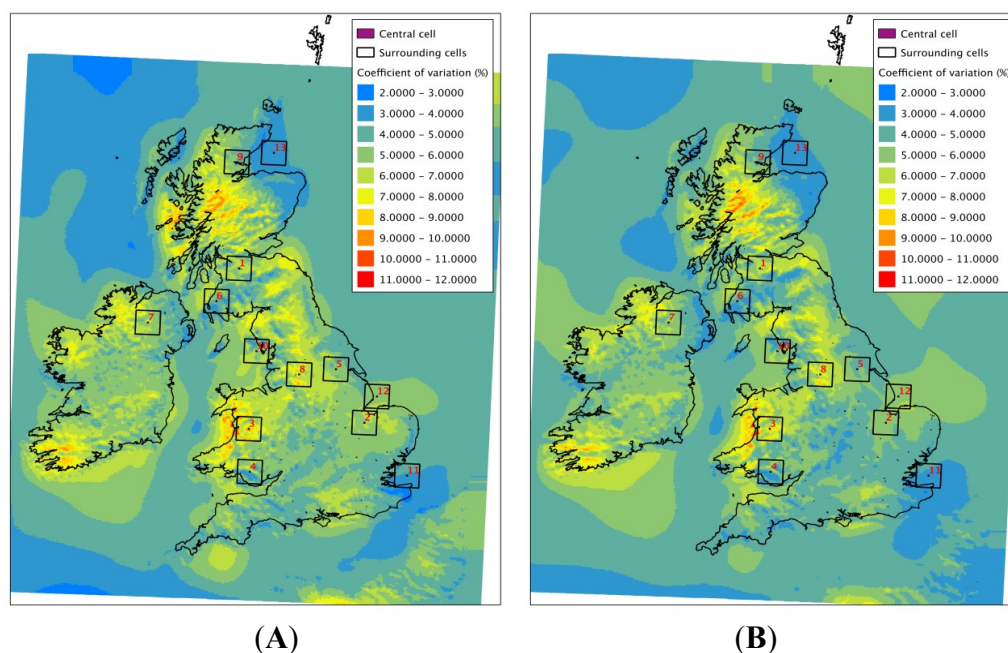 Central cell
Surrounding cells
Coefficient of variation (%)
2.0000 – 3.0000
3.0000 – 4.0000
4.0000 – 5.0000
5.0000 – 6.0000
6.0000 – 7.0000
7.0000 – 8.0000
8.0000 – 9.0000
9.0000 – 10.0000
10.0000 – 11.0000
11.0000 – 12.0000
13
9
1
6
7
8
5
12
2
3
4
11
(A)
Central cell
Surrounding cells
Coefficient of variation (%)
2.0000 – 3.0000
3.0000 – 4.0000
4.0000 – 5.0000
5.0000 – 6.0000
6.0000 – 7.0000
7.0000 – 8.0000
8.0000 – 9.0000
9.0000 – 10.0000
10.0000 – 11.0000
11.0000 – 12.0000
13
9
1
6
7
8
5
12
2
3
4
11
(B)